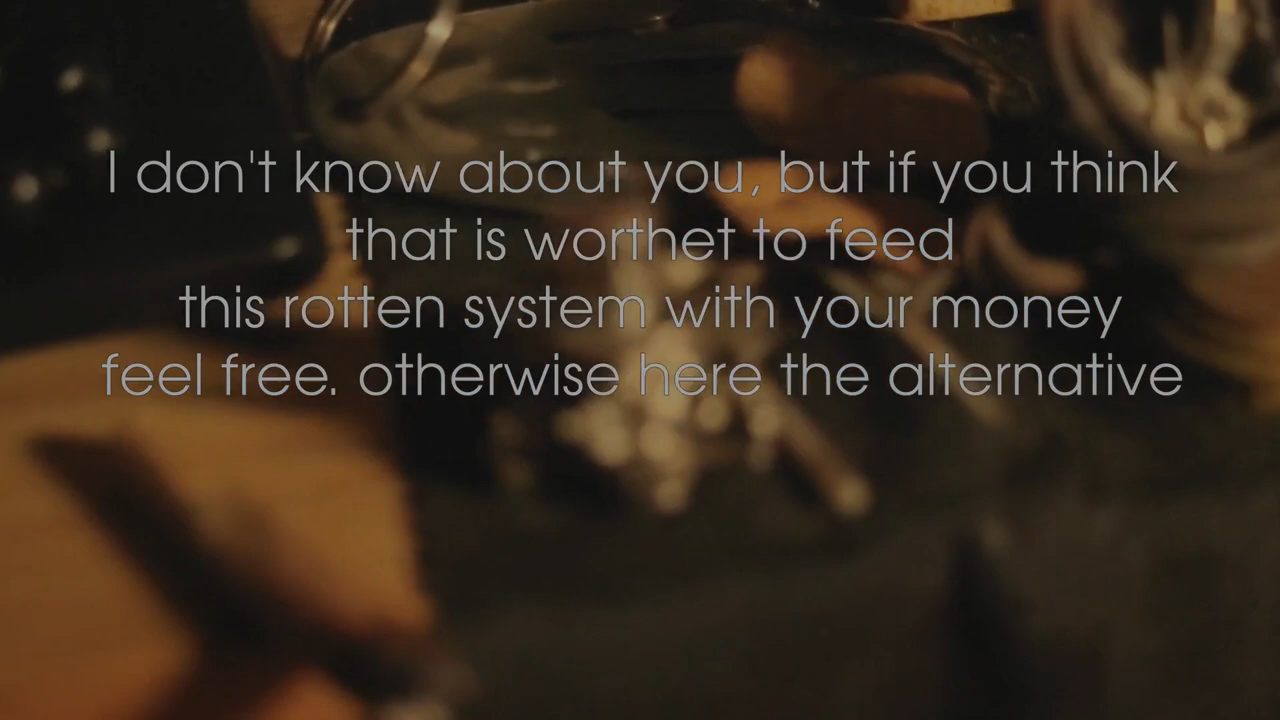 I don't know about you, but if you think
that is worthet to feed
this rotten system with your money
feel free. otherwise here the alternative